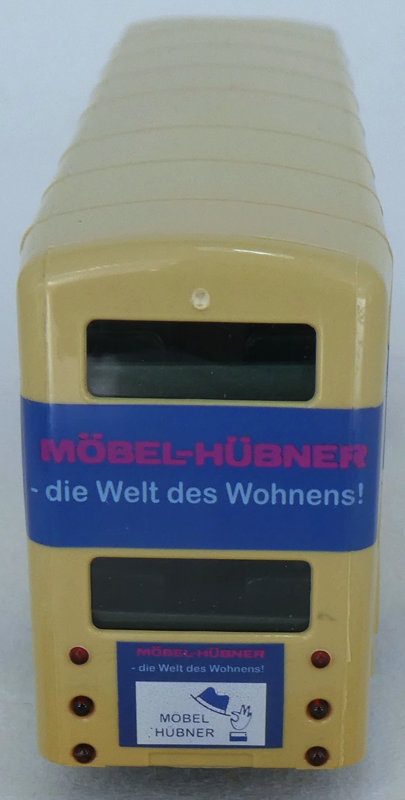 MÖBEL-HÜBNER
- die Welt des Wohnens!
MÖBEL-HÜBNER
- die Welt des Wohnens!
MÖBEL
HÜBNER